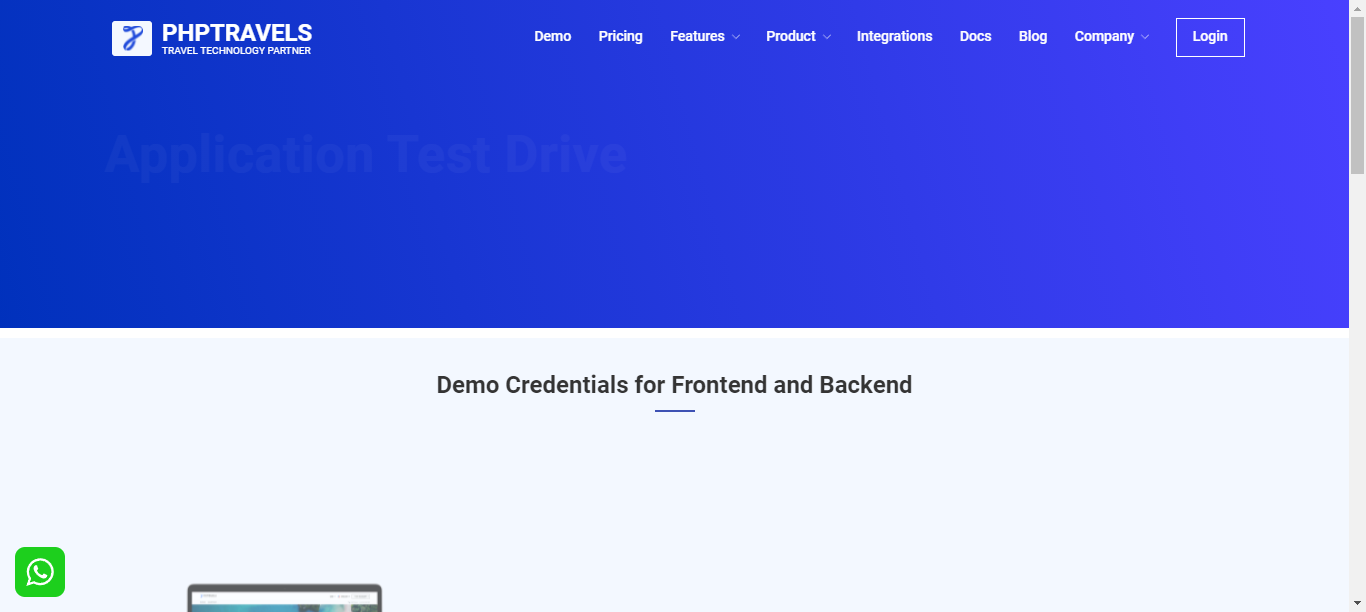 PHPTRAVELS
TRAVEL TECHNOLOGY PARTNER
Demo Pricing Features Product Integrations Docs Blog Company Login
Application Test Drive
Demo Credentials for Frontend and Backend